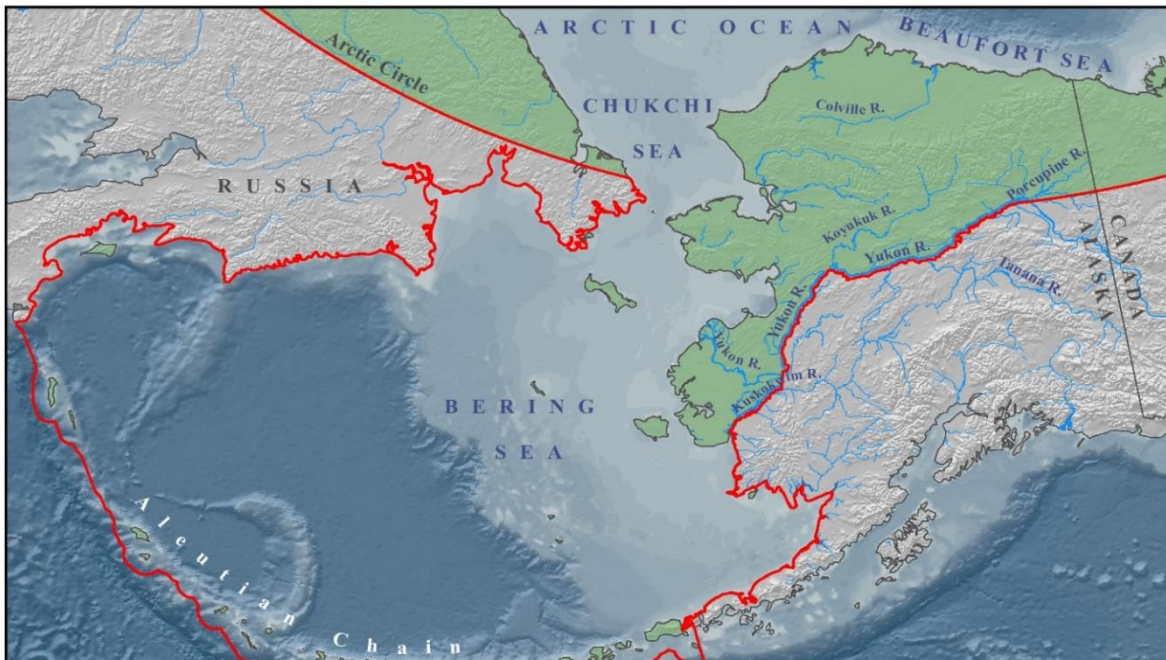 ARCTIC OCEAN
BEAUFORT SEA
Arctic Circle
CHUKCHI
SEA
Colville R.
RUSSIA
Porcupine R.
Koyukuk R.
Yukon R.
CANADA
ALASKA
Tanana R.
Yukon R.
Yukon R.
Kuskokwim R.
BERING
SEA
Aleutian
Chain